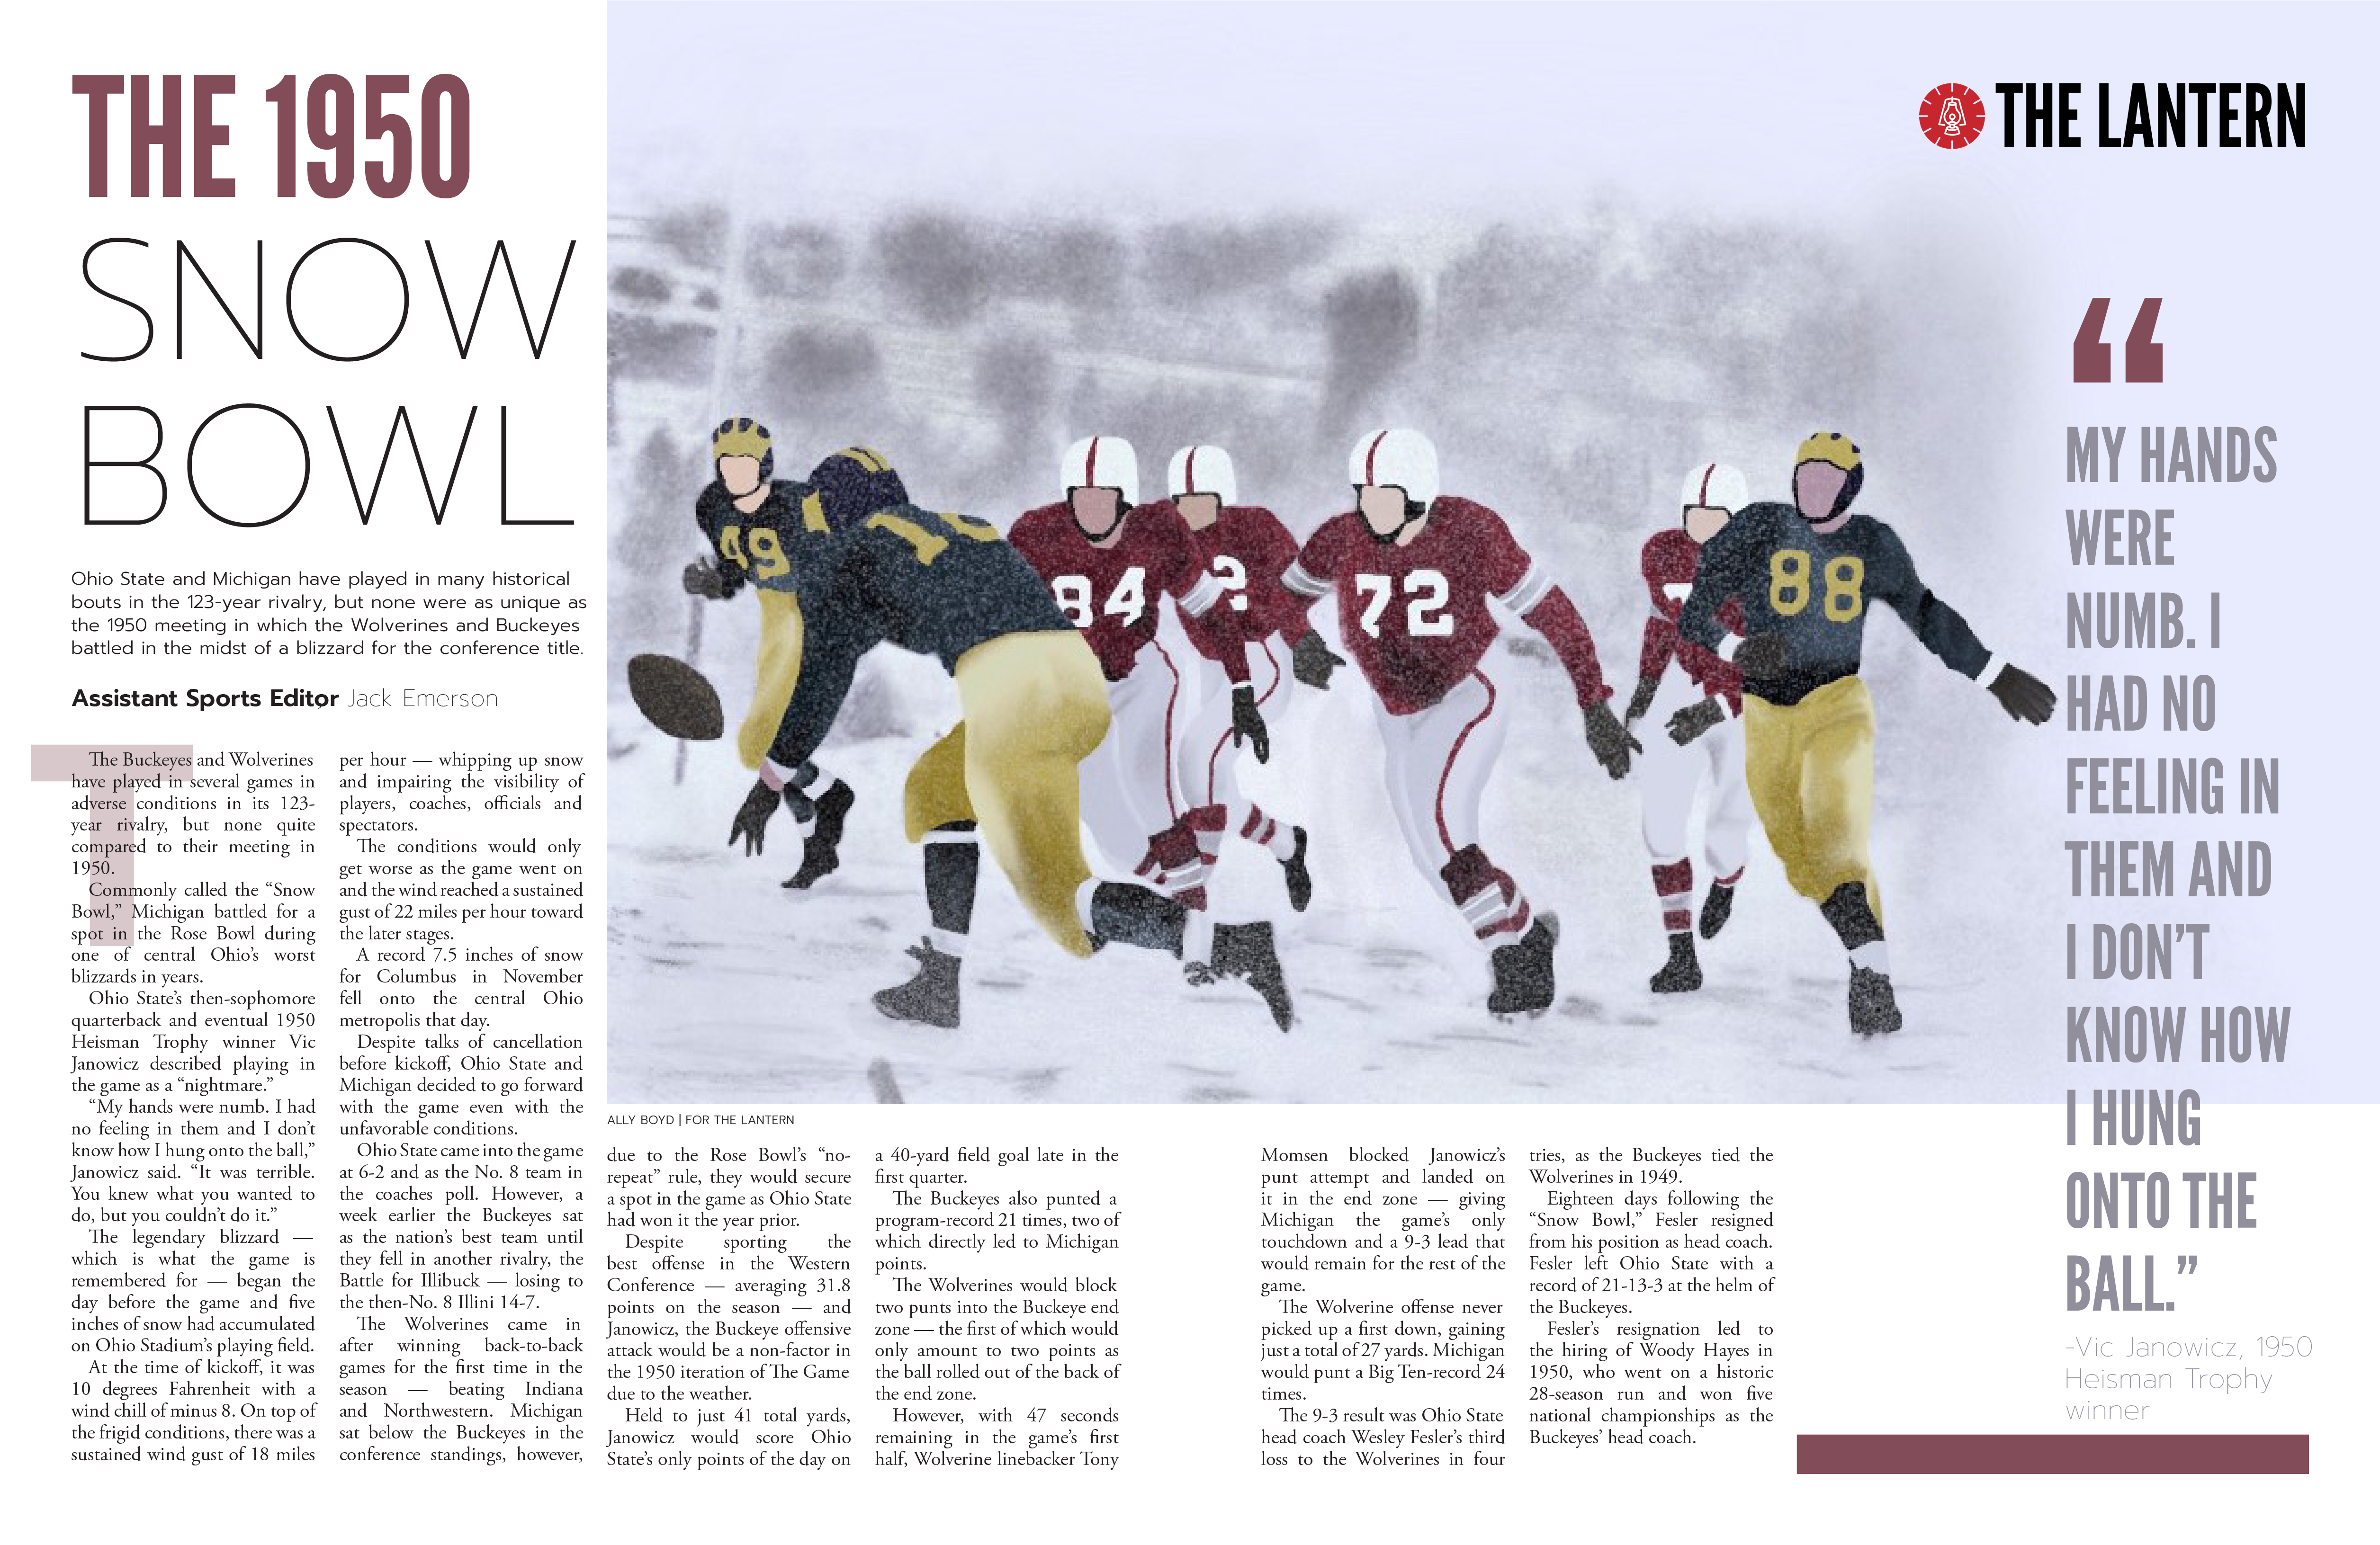 THE 1950
SNOW
BOWL
Ohio State and Michigan have played in many historical
bouts in the 123-year rivalry, but none were as unique as
the 1950 meeting in which the Wolverines and Buckeyes
battled in the midst of a blizzard for the conference title.
Assistant Sports Editor Jack Emerson
T
The Buckeyes and Wolverines
have played in several games in
adverse conditions in its 123-
year rivalry, but none quite
compared to their meeting in
1950.
Commonly called the “Snow
Bowl,” Michigan battled for a
spot in the Rose Bowl during
one of central Ohio’s worst
blizzards in years.
Ohio State’s then-sophomore
quarterback and eventual 1950
Heisman Trophy winner Vic
Janowicz described playing in
the game as a “nightmare.”
“My hands were numb. I had
no feeling in them and I don’t
know how I hung onto the ball,”
Janowicz said. “It was terrible.
You knew what you wanted to
do, but you couldn’t do it.”
The legendary blizzard —
which is what the game is
remembered for — began the
day before the game and five
inches of snow had accumulated
on Ohio Stadium’s playing field.
At the time of kickoff, it was
10 degrees Fahrenheit with a
wind chill of minus 8. On top of
the frigid conditions, there was a
sustained wind gust of 18 miles
per hour — whipping up snow
and impairing the visibility of
players, coaches, officials and
spectators.
The conditions would only
get worse as the game went on
and the wind reached a sustained
gust of 22 miles per hour toward
the later stages.
A record 7.5 inches of snow
for Columbus in November
fell onto the central Ohio
metropolis that day.
Despite talks of cancellation
before kickoff, Ohio State and
Michigan decided to go forward
with the game even with the
unfavorable conditions.
Ohio State came into the game
at 6-2 and as the No. 8 team in
the coaches poll. However, a
week earlier the Buckeyes sat
as the nation’s best team until
they fell in another rivalry, the
Battle for Illibuck — losing to
the then-No. 8 Illini 14-7.
The Wolverines came in
after winning back-to-back
games for the first time in the
season — beating Indiana
and Northwestern. Michigan
sat below the Buckeyes in the
conference standings, however,
THE LANTERN
49
84
2
72
7
88
ALLY BOYD | FOR THE LANTERN
due to the Rose Bowl’s “no-
repeat” rule, they would secure
a spot in the game as Ohio State
had won it the year prior.
Despite sporting the
best offense in the Western
Conference — averaging 31.8
points on the season — and
Janowicz, the Buckeye offensive
attack would be a non-factor in
the 1950 iteration of The Game
due to the weather.
Held to just 41 total yards,
Janowicz would score Ohio
State’s only points of the day on
a 40-yard field goal late in the
first quarter.
The Buckeyes also punted a
program-record 21 times, two of
which directly led to Michigan
points.
The Wolverines would block
two punts into the Buckeye end
zone — the first of which would
only amount to two points as
the ball rolled out of the back of
the end zone.
However, with 47 seconds
remaining in the game’s first
half, Wolverine linebacker Tony
Momsen blocked Janowicz’s
punt attempt and landed on
it in the end zone — giving
Michigan the game’s only
touchdown and a 9-3 lead that
would remain for the rest of the
game.
The Wolverine offense never
picked up a first down, gaining
just a total of 27 yards. Michigan
would punt a Big Ten-record 24
times.
The 9-3 result was Ohio State
head coach Wesley Fesler’s third
loss to the Wolverines in four
tries, as the Buckeyes tied the
Wolverines in 1949.
Eighteen days following the
“Snow Bowl,” Fesler resigned
from his position as head coach.
Fesler left Ohio State with a
record of 21-13-3 at the helm of
the Buckeyes.
Fesler’s resignation led to
the hiring of Woody Hayes in
1950, who went on a historic
28-season run and won five
national championships as the
Buckeyes’ head coach.
“
MY HANDS
WERE
NUMB. I
HAD NO
FEELING IN
THEM AND
I DON’T
KNOW HOW
I HUNG
ONTO THE
BALL.”
-Vic Janowicz, 1950
Heisman Trophy
winner